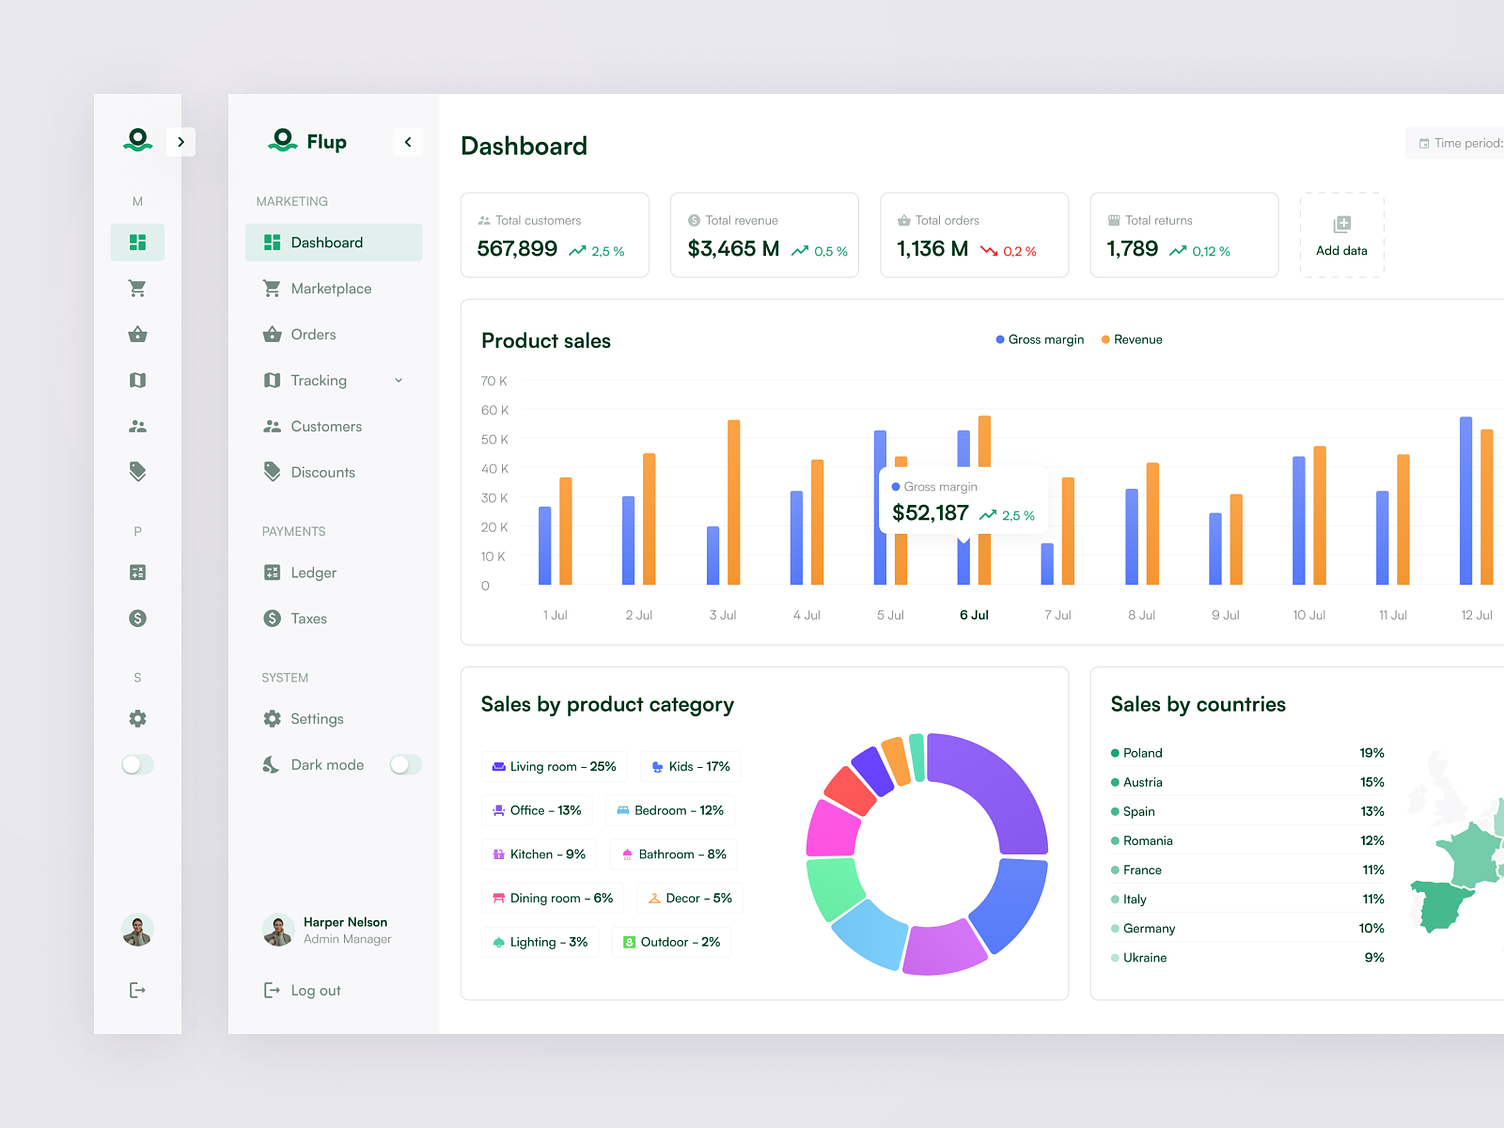 M
P
S
Flup
MARKETING
Dashboard
Marketplace
Orders
Tracking
Customers
Discounts
PAYMENTS
Ledger
Taxes
SYSTEM
Settings
Dark mode
Harper Nelson
Admin Manager
Log out
Dashboard
Time period:
Total customers
567,899 2,5 %
Total revenue
$3,465 M 0,5 %
Total orders
1,136 M 0,2 %
Total returns
1,789 0,12 %
Add data
Product sales
Gross margin Revenue
70 K
60 K
50 K
40 K
30 K
20 K
10 K
0
Gross margin
$52,187 2,5 %
1 Jul 2 Jul 3 Jul 4 Jul 5 Jul 6 Jul 7 Jul 8 Jul 9 Jul 10 Jul 11 Jul 12 Jul
Sales by product category
Living room – 25% Kids – 17%
Office – 13% Bedroom – 12%
Kitchen – 9% Bathroom – 8%
Dining room – 6% Decor – 5%
Lighting – 3% Outdoor – 2%
Sales by countries
Poland 19%
Austria 15%
Spain 13%
Romania 12%
France 11%
Italy 11%
Germany 10%
Ukraine 9%